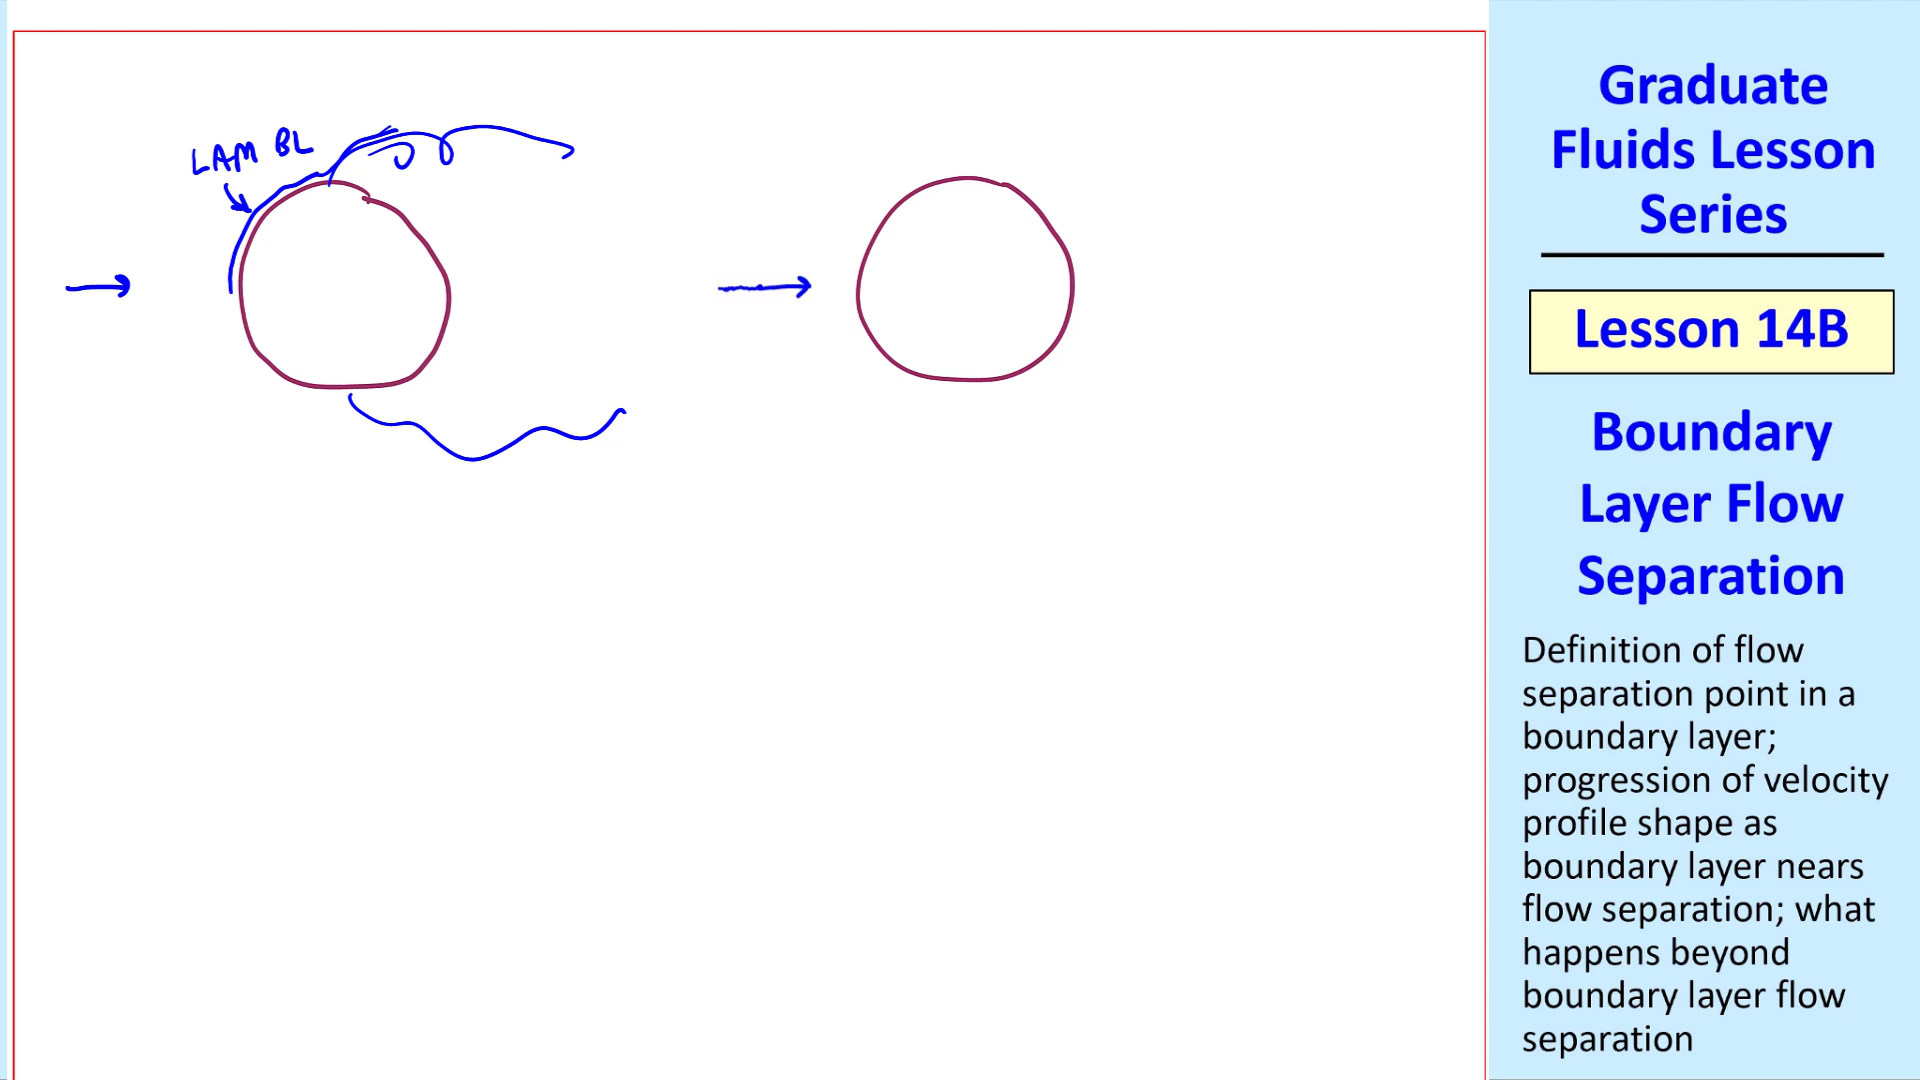 LAM BL
Graduate
Fluids Lesson
Series
Lesson 14B
Boundary
Layer Flow
Separation
Definition of flow
separation point in a
boundary layer;
progression of velocity
profile shape as
boundary layer nears
flow separation; what
happens beyond
boundary layer flow
separation